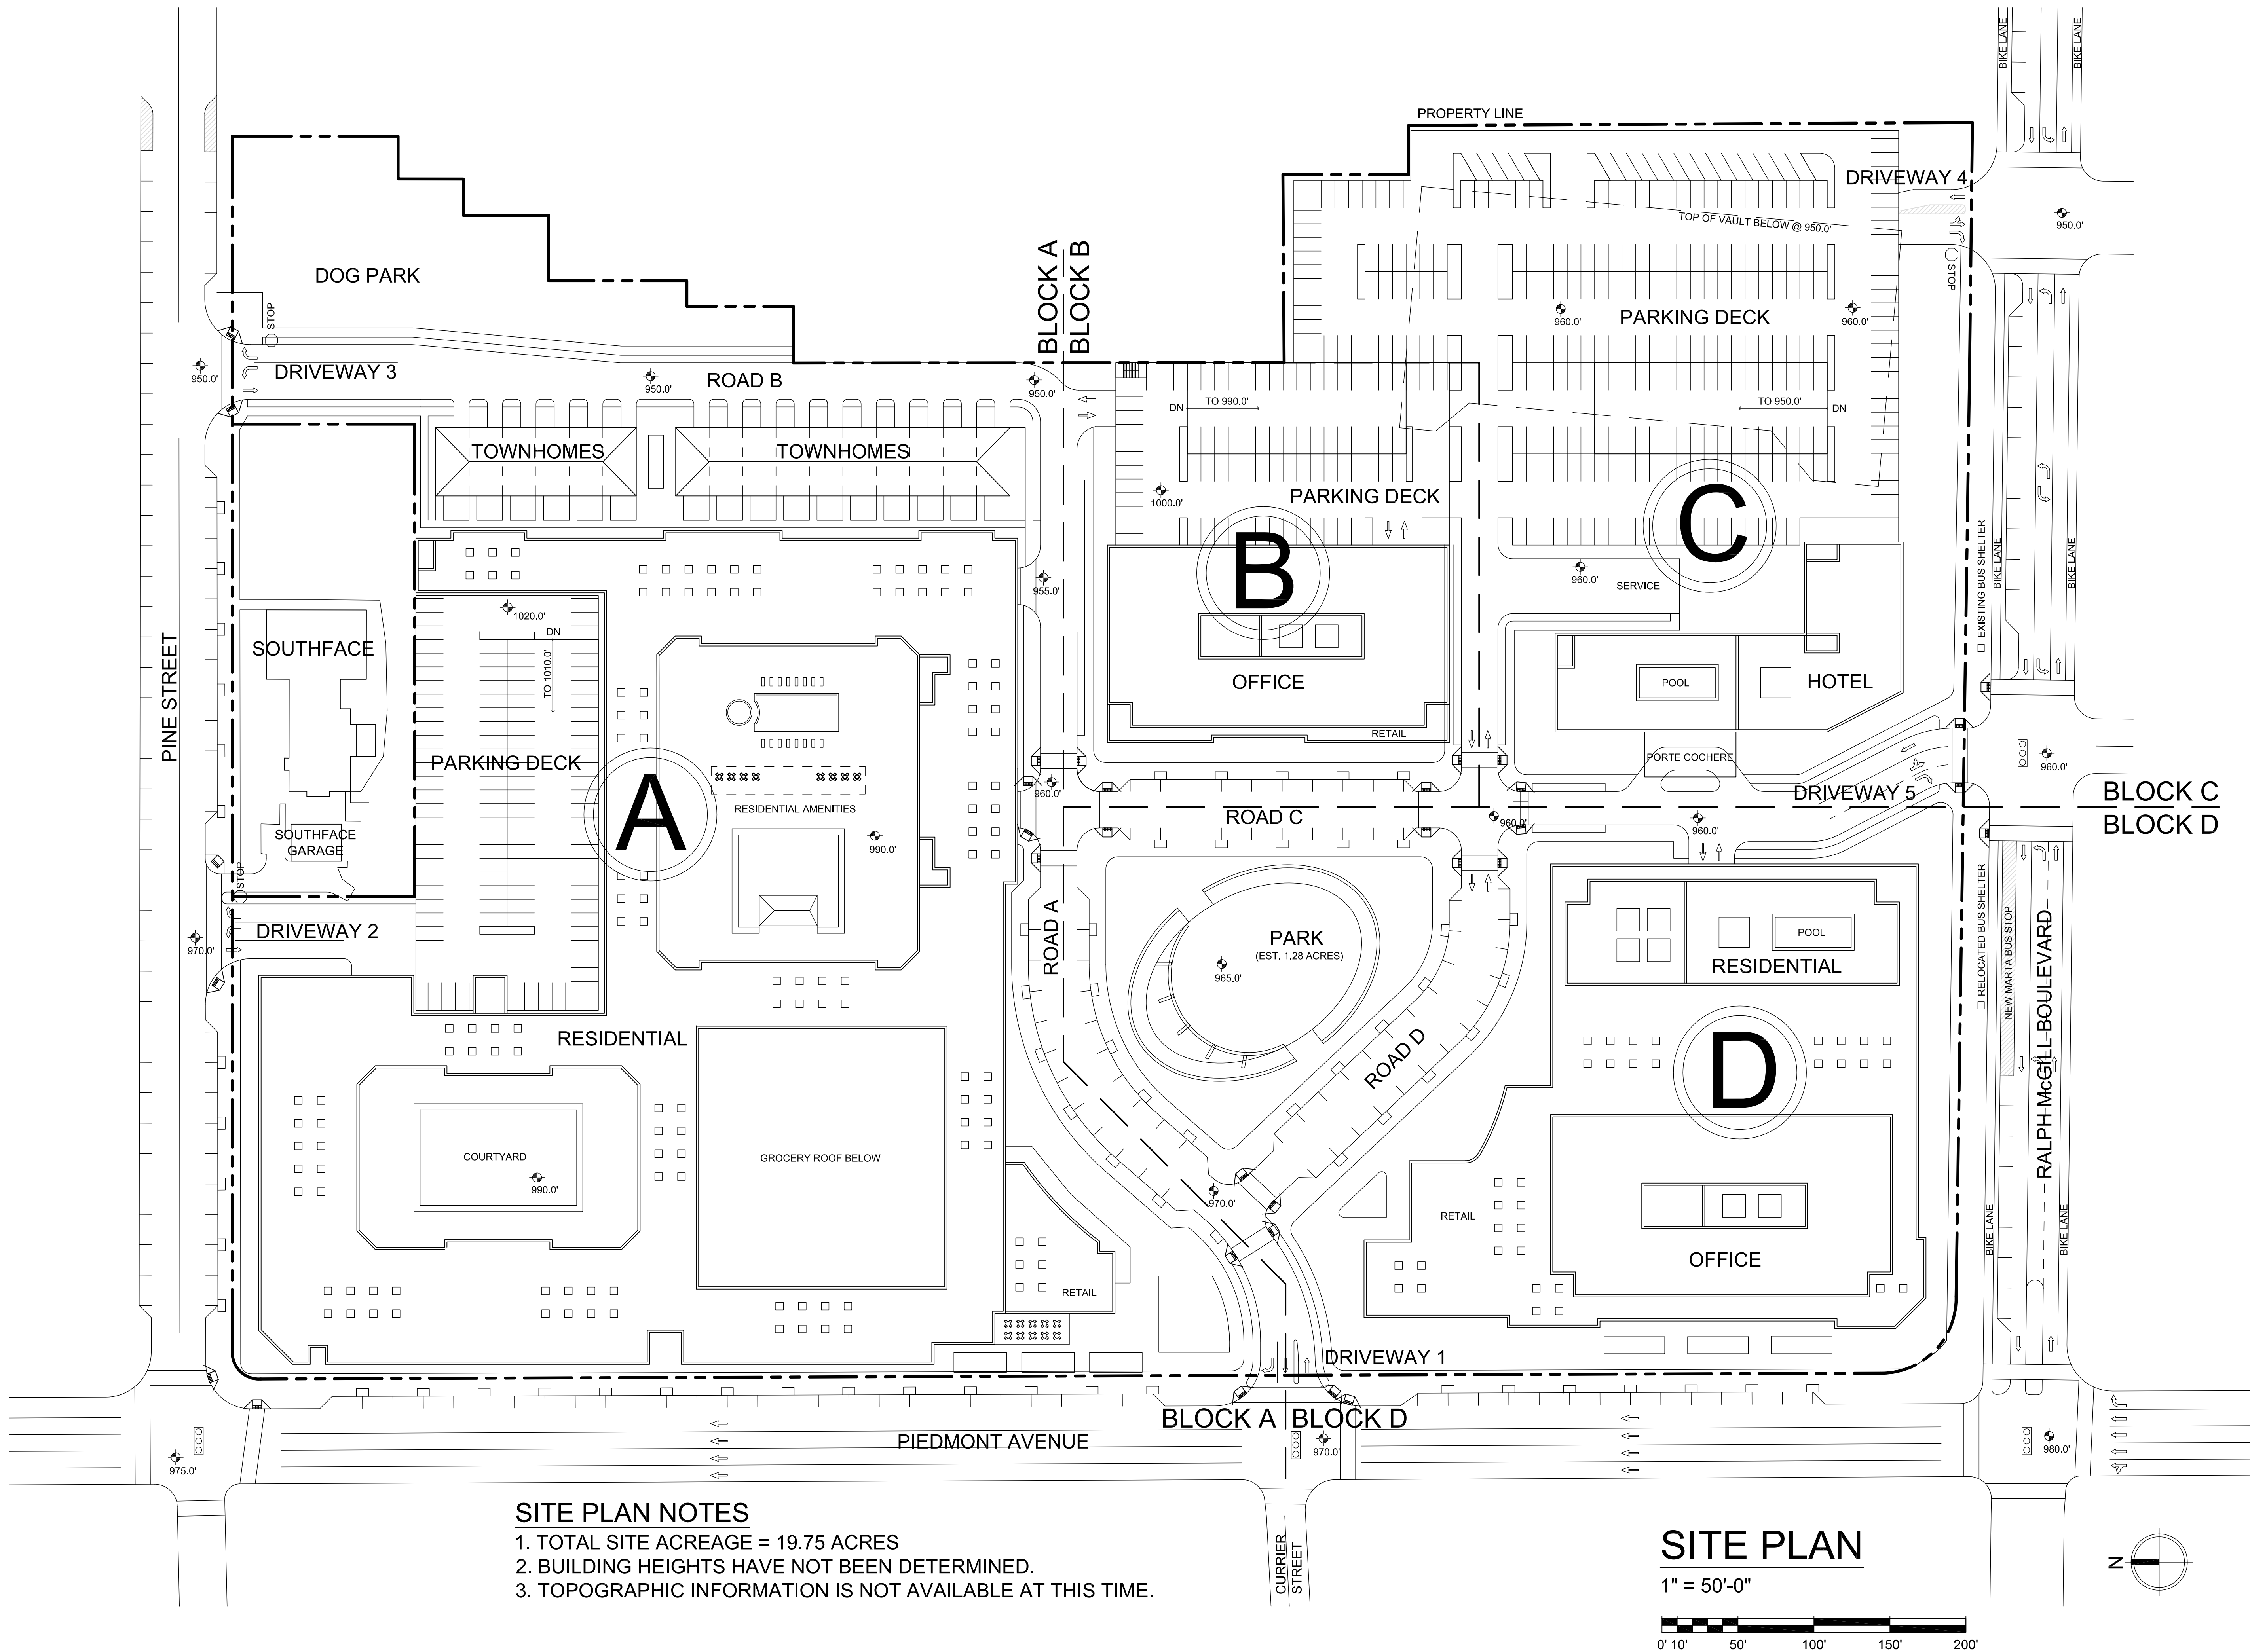 BIKE LANE
BIKE LANE
PROPERTY LINE
DRIVEWAY 4
TOP OF VAULT BELOW @ 950.0'
950.0'
STOP
DOG PARK
STOP
BLOCK A
BLOCK B
PARKING DECK
960.0'
960.0'
950.0'
DRIVEWAY 3
ROAD B
950.0'
950.0'
DN
TO 990.0'
TO 950.0'
DN
TOWNHOMES
TOWNHOMES
1000.0'
PARKING DECK
C
B
EXISTING BUS SHELTER
BIKE LANE
BIKE LANE
955.0'
960.0'
SERVICE
1020.0'
DN
TO 1010.0'
PINE STREET
SOUTHFACE
OFFICE
POOL
HOTEL
RETAIL
PARKING DECK
A
RESIDENTIAL AMENITIES
990.0'
960.0'
PORTE COCHERE
960.0'
DRIVEWAY 5
BLOCK C
BLOCK D
ROAD C
960.0'
960.0'
SOUTHFACE
GARAGE
STOP
DRIVEWAY 2
970.0'
ROAD A
PARK
(EST. 1.28 ACRES)
965.0'
POOL
RESIDENTIAL
RELOCATED BUS SHELTER
NEW MARTA BUS STOP
RALPH McGILL BOULEVARD
RESIDENTIAL
ROAD D
D
COURTYARD
990.0'
GROCERY ROOF BELOW
970.0'
RETAIL
OFFICE
BIKE LANE
BIKE LANE
RETAIL
DRIVEWAY 1
BLOCK A
BLOCK D
PIEDMONT AVENUE
975.0'
970.0'
980.0'
CURRIER
STREET
SITE PLAN NOTES
1. TOTAL SITE ACREAGE = 19.75 ACRES
2. BUILDING HEIGHTS HAVE NOT BEEN DETERMINED.
3. TOPOGRAPHIC INFORMATION IS NOT AVAILABLE AT THIS TIME.
SITE PLAN
1" = 50'-0"
N
0' 10' 50' 100' 150' 200'